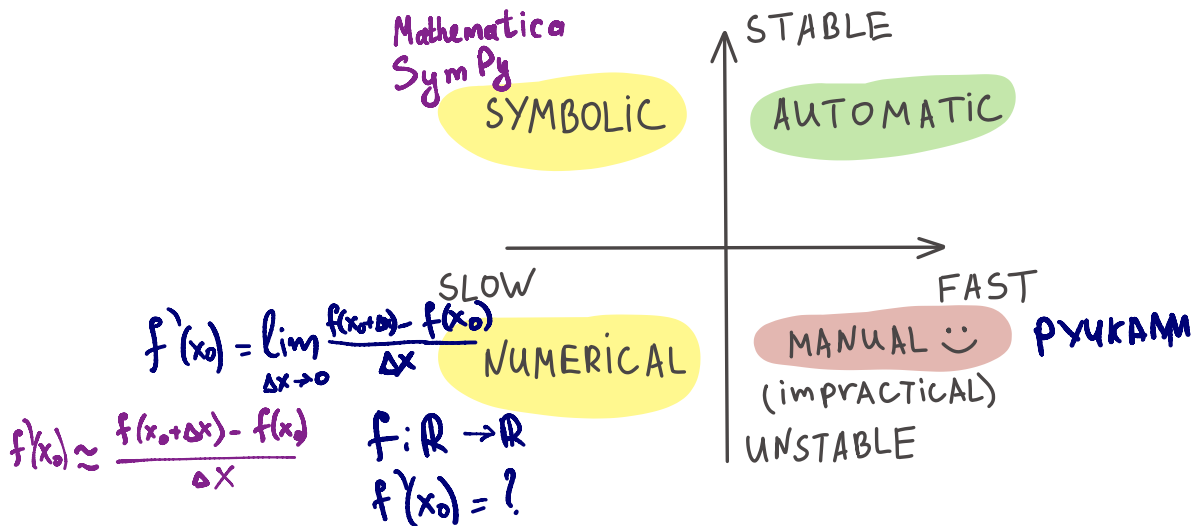 Mathematica
SymPy
STABLE
SYMBOLIC
AUTOMATIC
SLOW
FAST
f'(x₀) = lim Δx→0 (f(x₀+Δx) - f(x₀)) / Δx
NUMERICAL
MANUAL :)
РУЧКАМИ
(IMPRACTICAL)
UNSTABLE
f'(x₀) ≈ (f(x₀+Δx) - f(x₀)) / Δx
f: ℝ → ℝ
f'(x₀) = ?